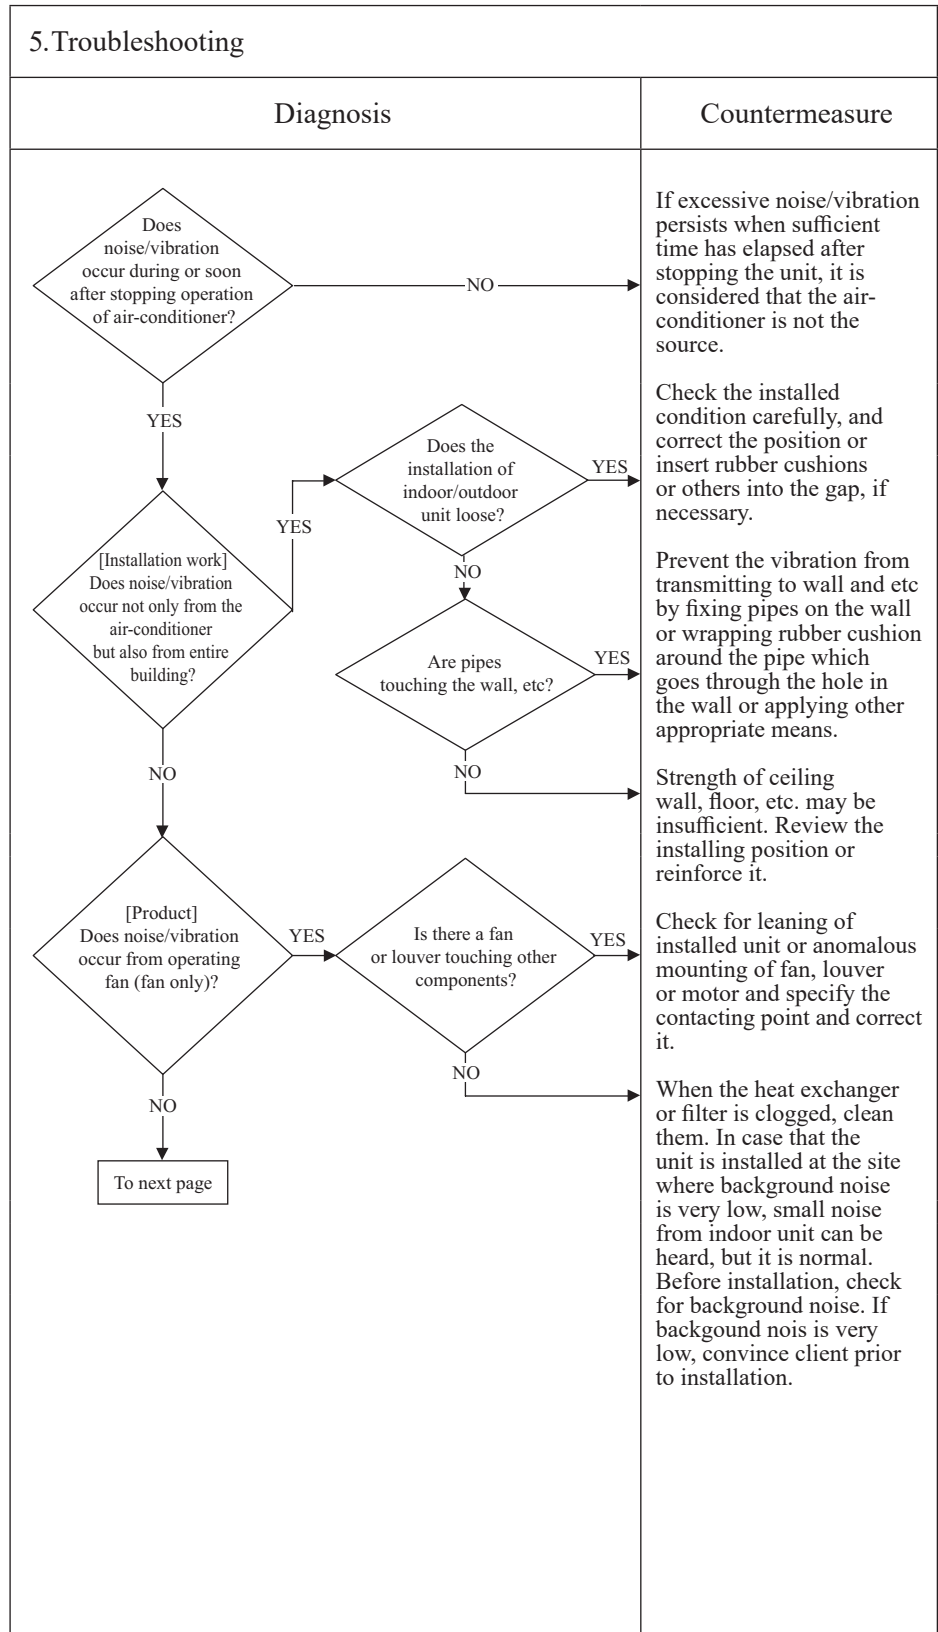 5.Troubleshooting
Diagnosis
Countermeasure
Does
noise/vibration
occur during or soon
after stopping operation
of air-conditioner?
NO
If excessive noise/vibration
persists when sufficient
time has elapsed after
stopping the unit, it is
considered that the air-
conditioner is not the
source.
YES
[Installation work]
Does noise/vibration
occur not only from the
air-conditioner
but also from entire
building?
YES
Does the
installation of
indoor/outdoor
unit loose?
YES
Check the installed
condition carefully, and
correct the position or
insert rubber cushions
or others into the gap, if
necessary.
NO
Are pipes
touching the wall, etc?
YES
Prevent the vibration from
transmitting to wall and etc
by fixing pipes on the wall
or wrapping rubber cushion
around the pipe which
goes through the hole in
the wall or applying other
appropriate means.
NO
Strength of ceiling
wall, floor, etc. may be
insufficient. Review the
installing position or
reinforce it.
NO
[Product]
Does noise/vibration
occur from operating
fan (fan only)?
YES
Is there a fan
or louver touching other
components?
YES
Check for leaning of
installed unit or anomalous
mounting of fan, louver
or motor and specify the
contacting point and correct
it.
NO
When the heat exchanger
or filter is clogged, clean
them. In case that the
unit is installed at the site
where background noise
is very low, small noise
from indoor unit can be
heard, but it is normal.
Before installation, check
for background noise. If
backgound nois is very
low, convince client prior
to installation.
NO
To next page